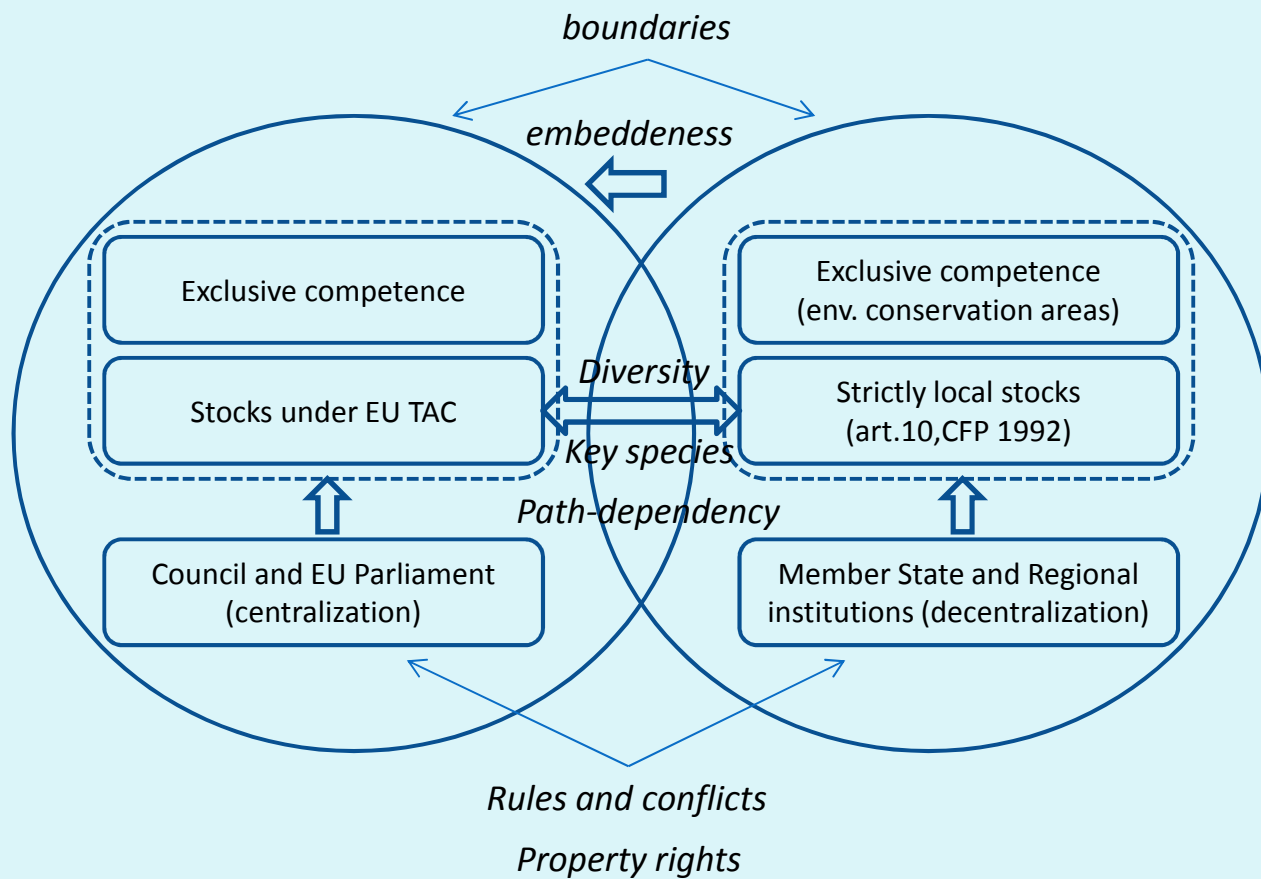 boundaries
embeddeness
Exclusive competence
Exclusive competence
(env. conservation areas)
Diversity
Stocks under EU TAC
Strictly local stocks
(art.10,CFP 1992)
Key species
Path-dependency
Council and EU Parliament
(centralization)
Member State and Regional
institutions (decentralization)
Rules and conflicts
Property rights